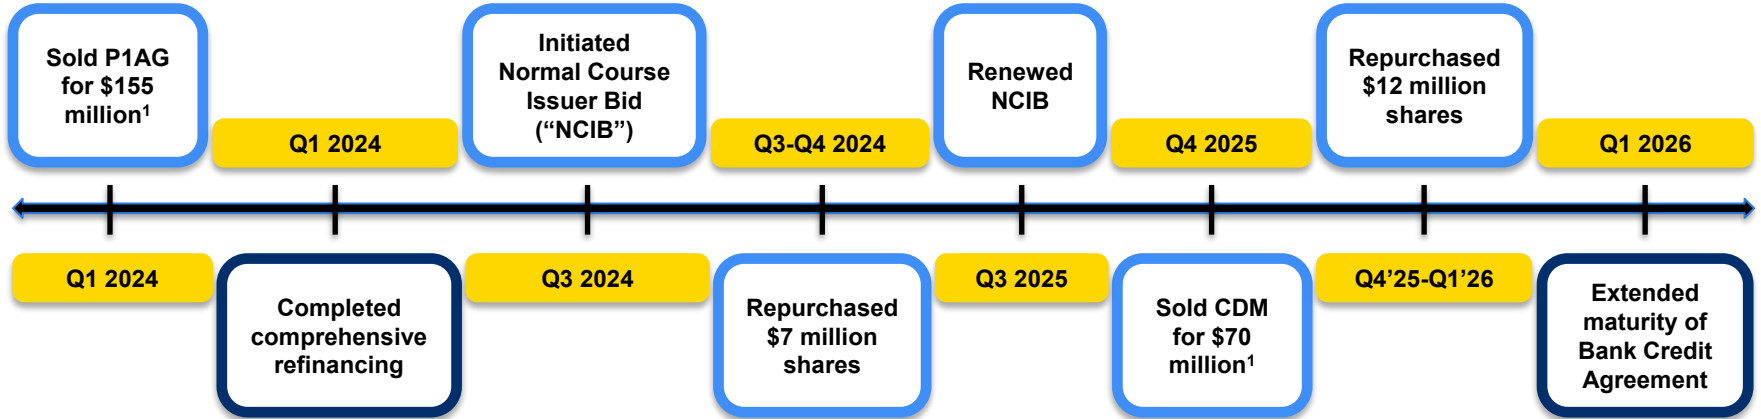 Sold P1AG
for $155
million¹
Q1 2024
Q1 2024
Completed
comprehensive
refinancing
Initiated
Normal Course
Issuer Bid
(“NCIB”)
Q3 2024
Q3-Q4 2024
Repurchased
$7 million
shares
Renewed
NCIB
Q3 2025
Q4 2025
Sold CDM
for $70
million¹
Repurchased
$12 million
shares
Q4’25-Q1’26
Q1 2026
Extended
maturity of
Bank Credit
Agreement